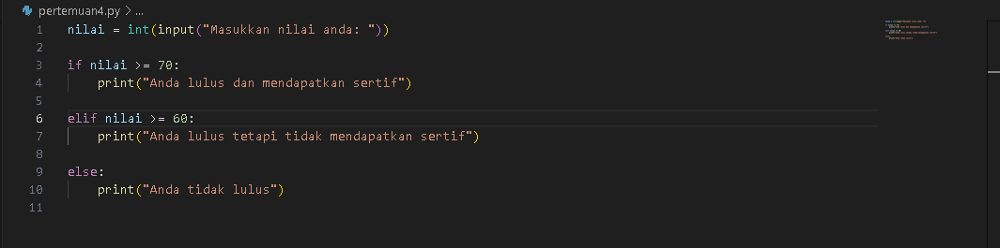 pertemuan4.py > ...
1 nilai = int(input("Masukkan nilai anda: "))
2
3 if nilai >= 70:
4 print("Anda lulus dan mendapatkan sertif")
5
6 elif nilai >= 60:
7 print("Anda lulus tetapi tidak mendapatkan sertif")
8
9 else:
10 print("Anda tidak lulus")
11